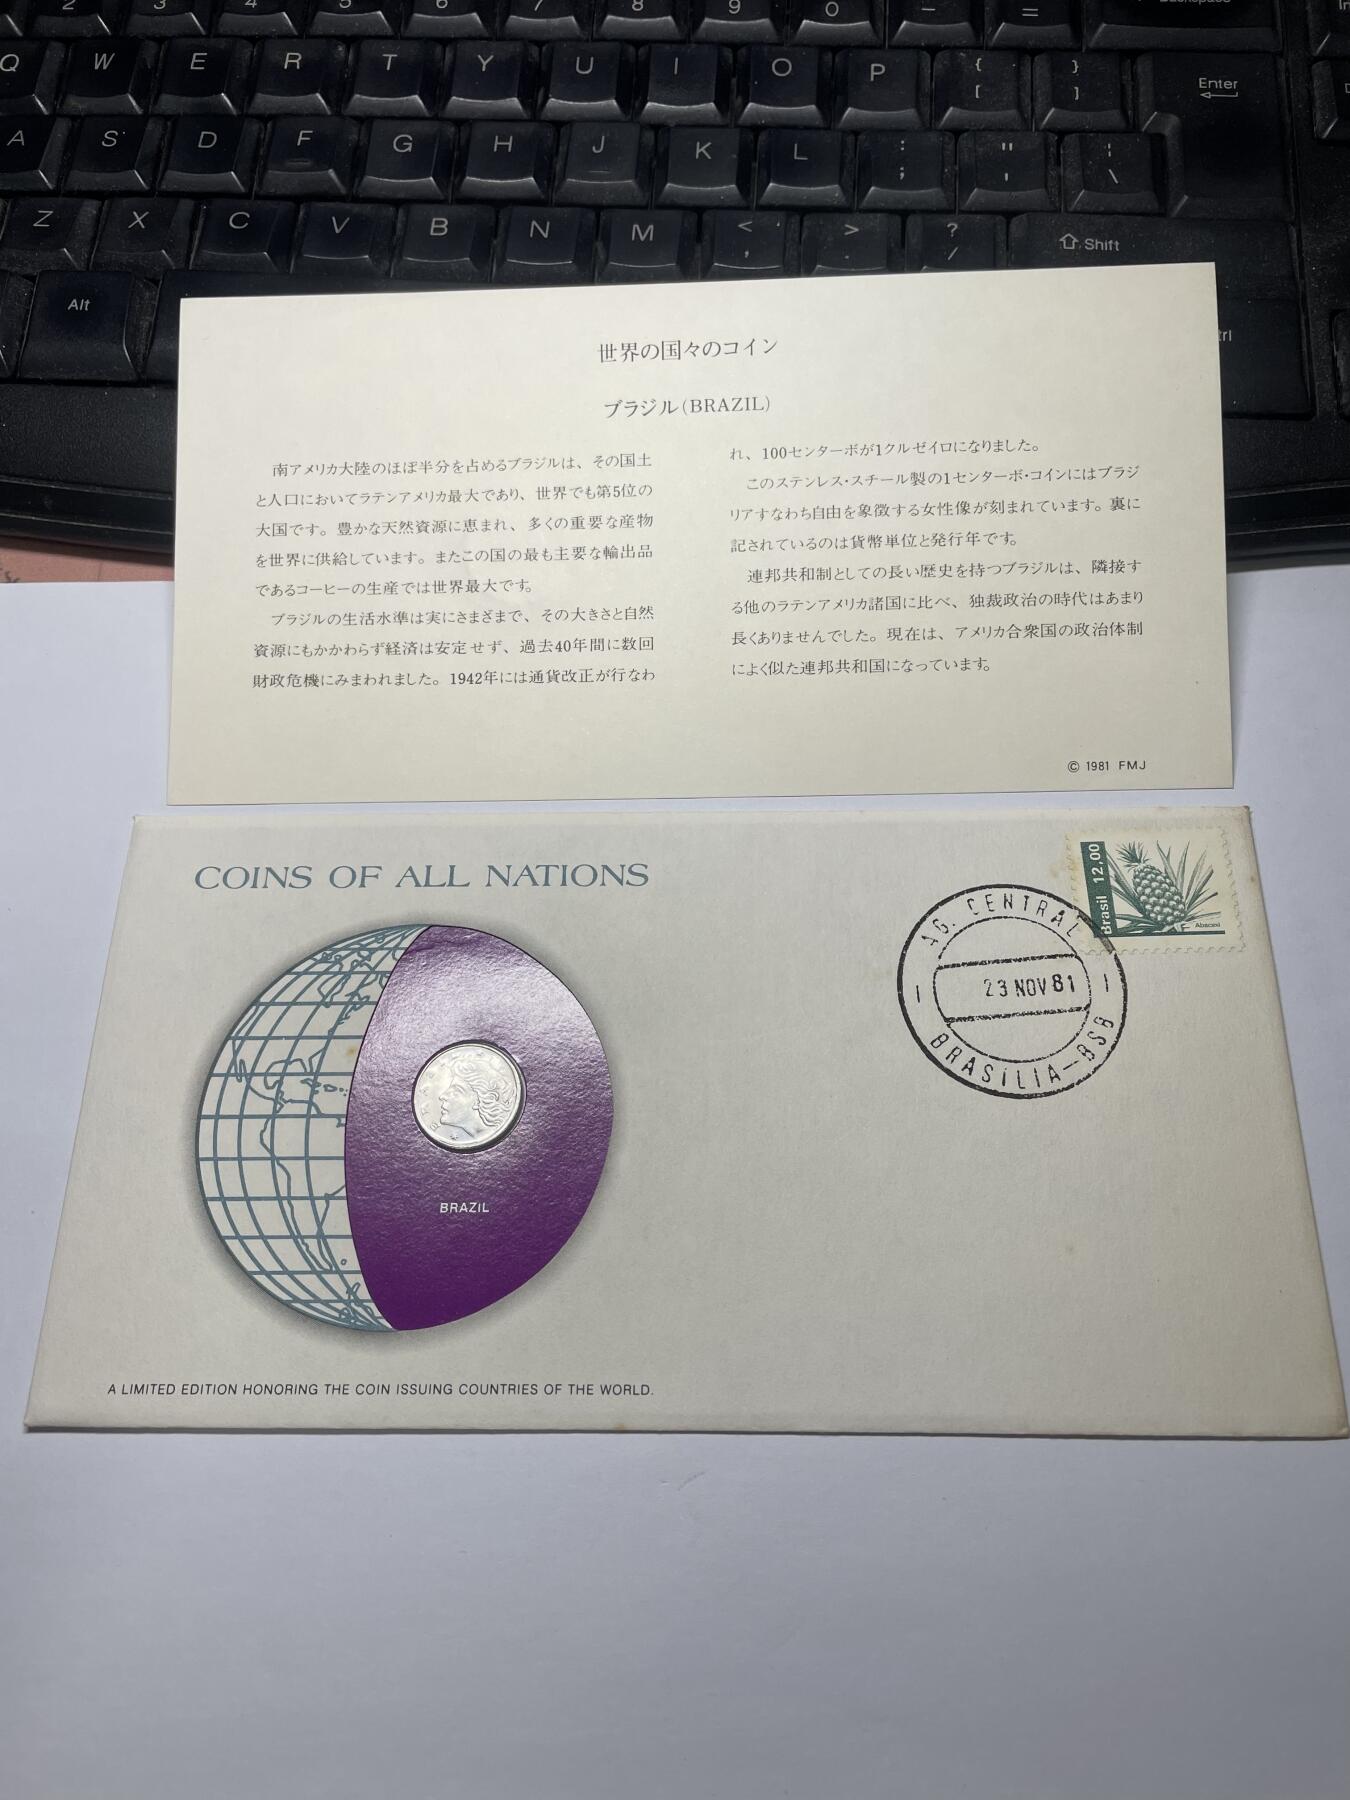 2 3 4 5 6 7 8 9 0 - =
Q W E R T Y U I O P { [ } ] Enter
A S D F G H J K L : ; " ' | \
Z X C V B N M < , > . ? / Shift
Alt
trl
世界の国々のコイン
ブラジル(BRAZIL)
南アメリカ大陸のほぼ半分を占めるブラジルは、その国土
と人口においてラテンアメリカ最大であり、世界でも第5位の
大国です。豊かな天然資源に恵まれ、多くの重要な産物
を世界に供給しています。またこの国の最も主要な輸出品
であるコーヒーの生産では世界最大です。
ブラジルの生活水準は実にさまざまで、その大きさと自然
資源にもかかわらず経済は安定せず、過去40年間に数回
財政危機にみまわれました。1942年には通貨改正が行なわ
れ、100センターボが1クルゼイロになりました。
このステンレス・スチール製の1センターボ・コインにはブラジ
リアすなわち自由を象徴する女性像が刻まれています。裏に
記されているのは貨幣単位と発行年です。
連邦共和制としての長い歴史を持つブラジルは、隣接す
る他のラテンアメリカ諸国に比べ、独裁政治の時代はあまり
長くありませんでした。現在は、アメリカ合衆国の政治体制
によく似た連邦共和国になっています。
© 1981 FMJ
COINS OF ALL NATIONS
Brasil 12,00
Abacaxi
AG. CENTRAL
23 NOV 81
BRASÍLIA-BSB
BRASIL
BRAZIL
A LIMITED EDITION HONORING THE COIN ISSUING COUNTRIES OF THE WORLD.